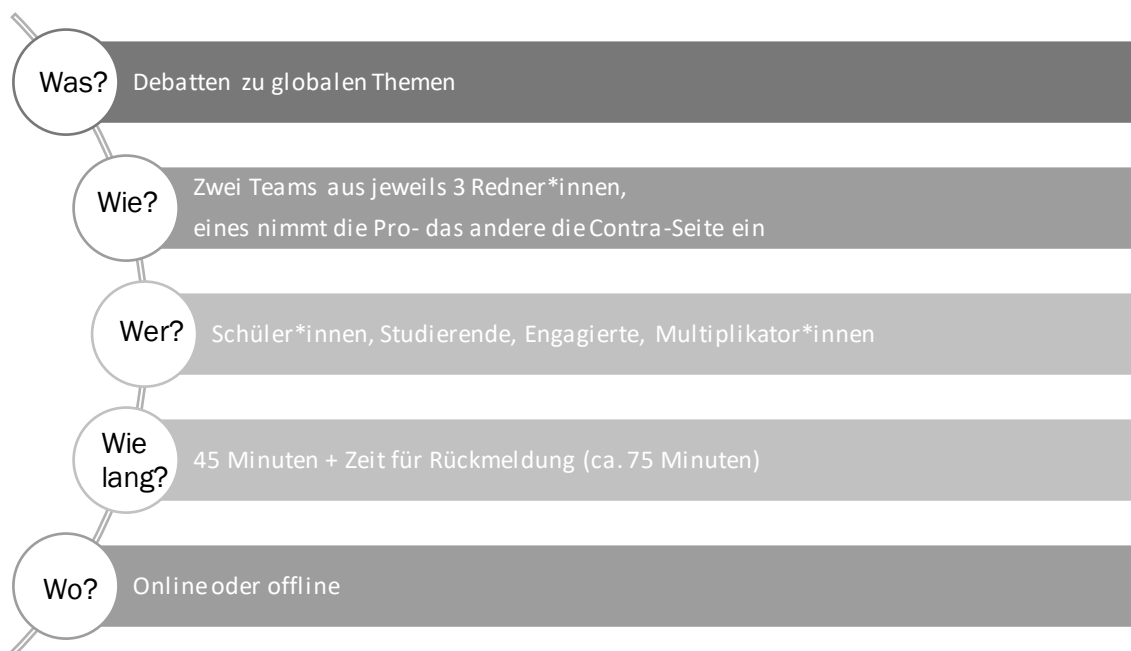 Was?
Debatten zu globalen Themen
Wie?
Zwei Teams aus jeweils 3 Redner*innen,
eines nimmt die Pro- das andere die Contra-Seite ein
Wer?
Schüler*innen, Studierende, Engagierte, Multiplikator*innen
Wie
lang?
45 Minuten + Zeit für Rückmeldung (ca. 75 Minuten)
Wo?
Online oder offline